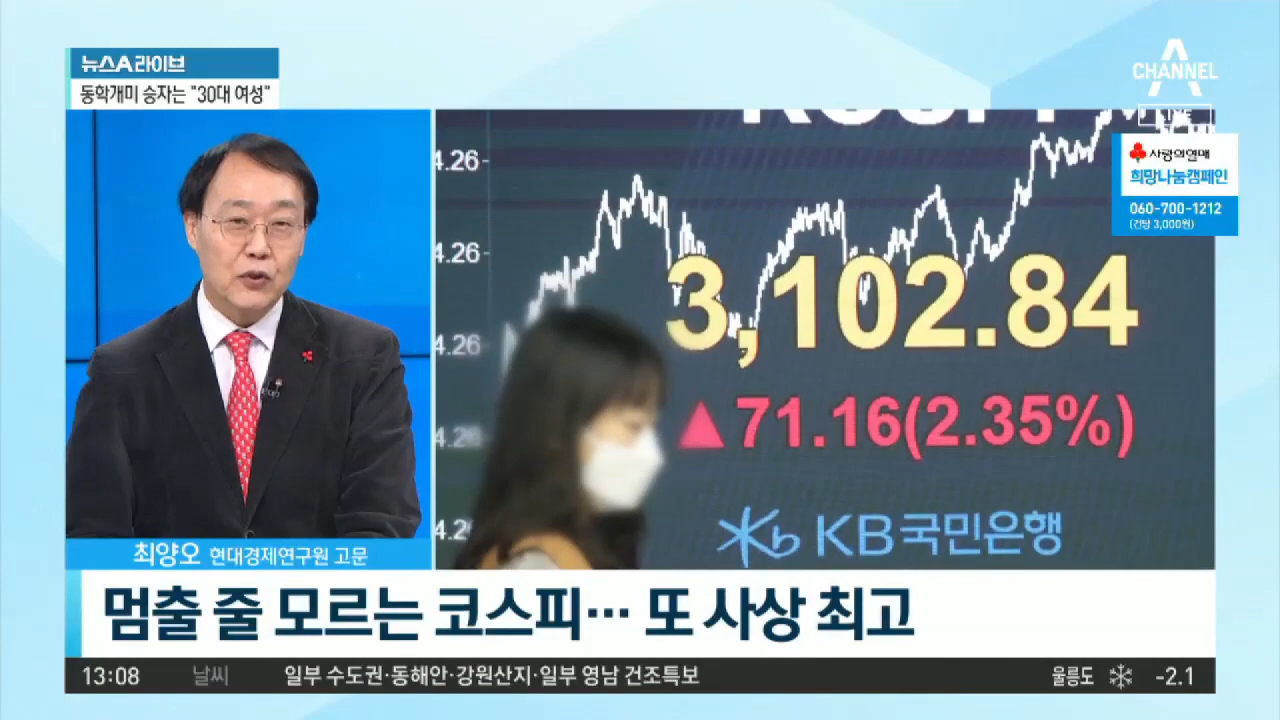 뉴스A 라이브
동학개미 승자는 "30대 여성"
CHANNEL A
LIVE
사랑의열매
희망나눔캠페인
060-700-1212
(건당 3,000원)
KOSPI
4.26
4.26
4.26
4.26
4.26
3,102.84
▲71.16(2.35%)
KB국민은행
최양오 현대경제연구원 고문
멈출 줄 모르는 코스피… 또 사상 최고
13:08 날씨 일부 수도권·동해안·강원산지·일부 영남 건조특보 울릉도 -2.1